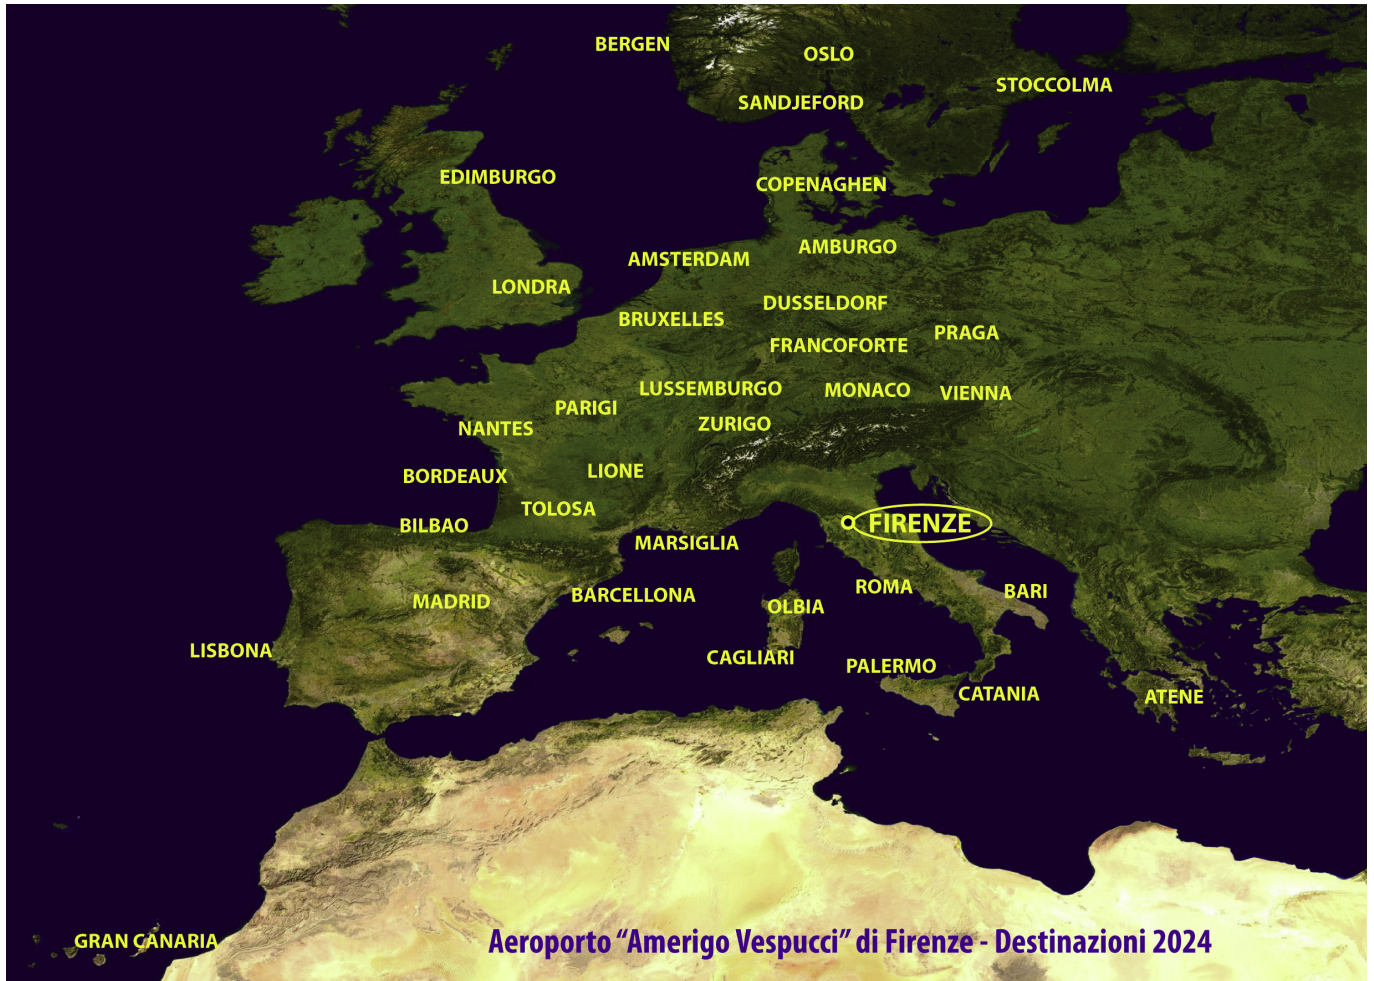 BERGEN
OSLO
STOCCOLMA
SANDJEFORD
EDIMBURGO
COPENAGHEN
AMBURGO
AMSTERDAM
LONDRA
DUSSELDORF
BRUXELLES
PRAGA
FRANCOFORTE
LUSSEMBURGO
MONACO
VIENNA
PARIGI
ZURIGO
NANTES
LIONE
BORDEAUX
TOLOSA
BILBAO
FIRENZE
MARSIGLIA
ROMA
BARI
BARCELLONA
MADRID
OLBIA
LISBONA
CAGLIARI
PALERMO
CATANIA
ATENE
GRAN CANARIA
Aeroporto “Amerigo Vespucci” di Firenze - Destinazioni 2024